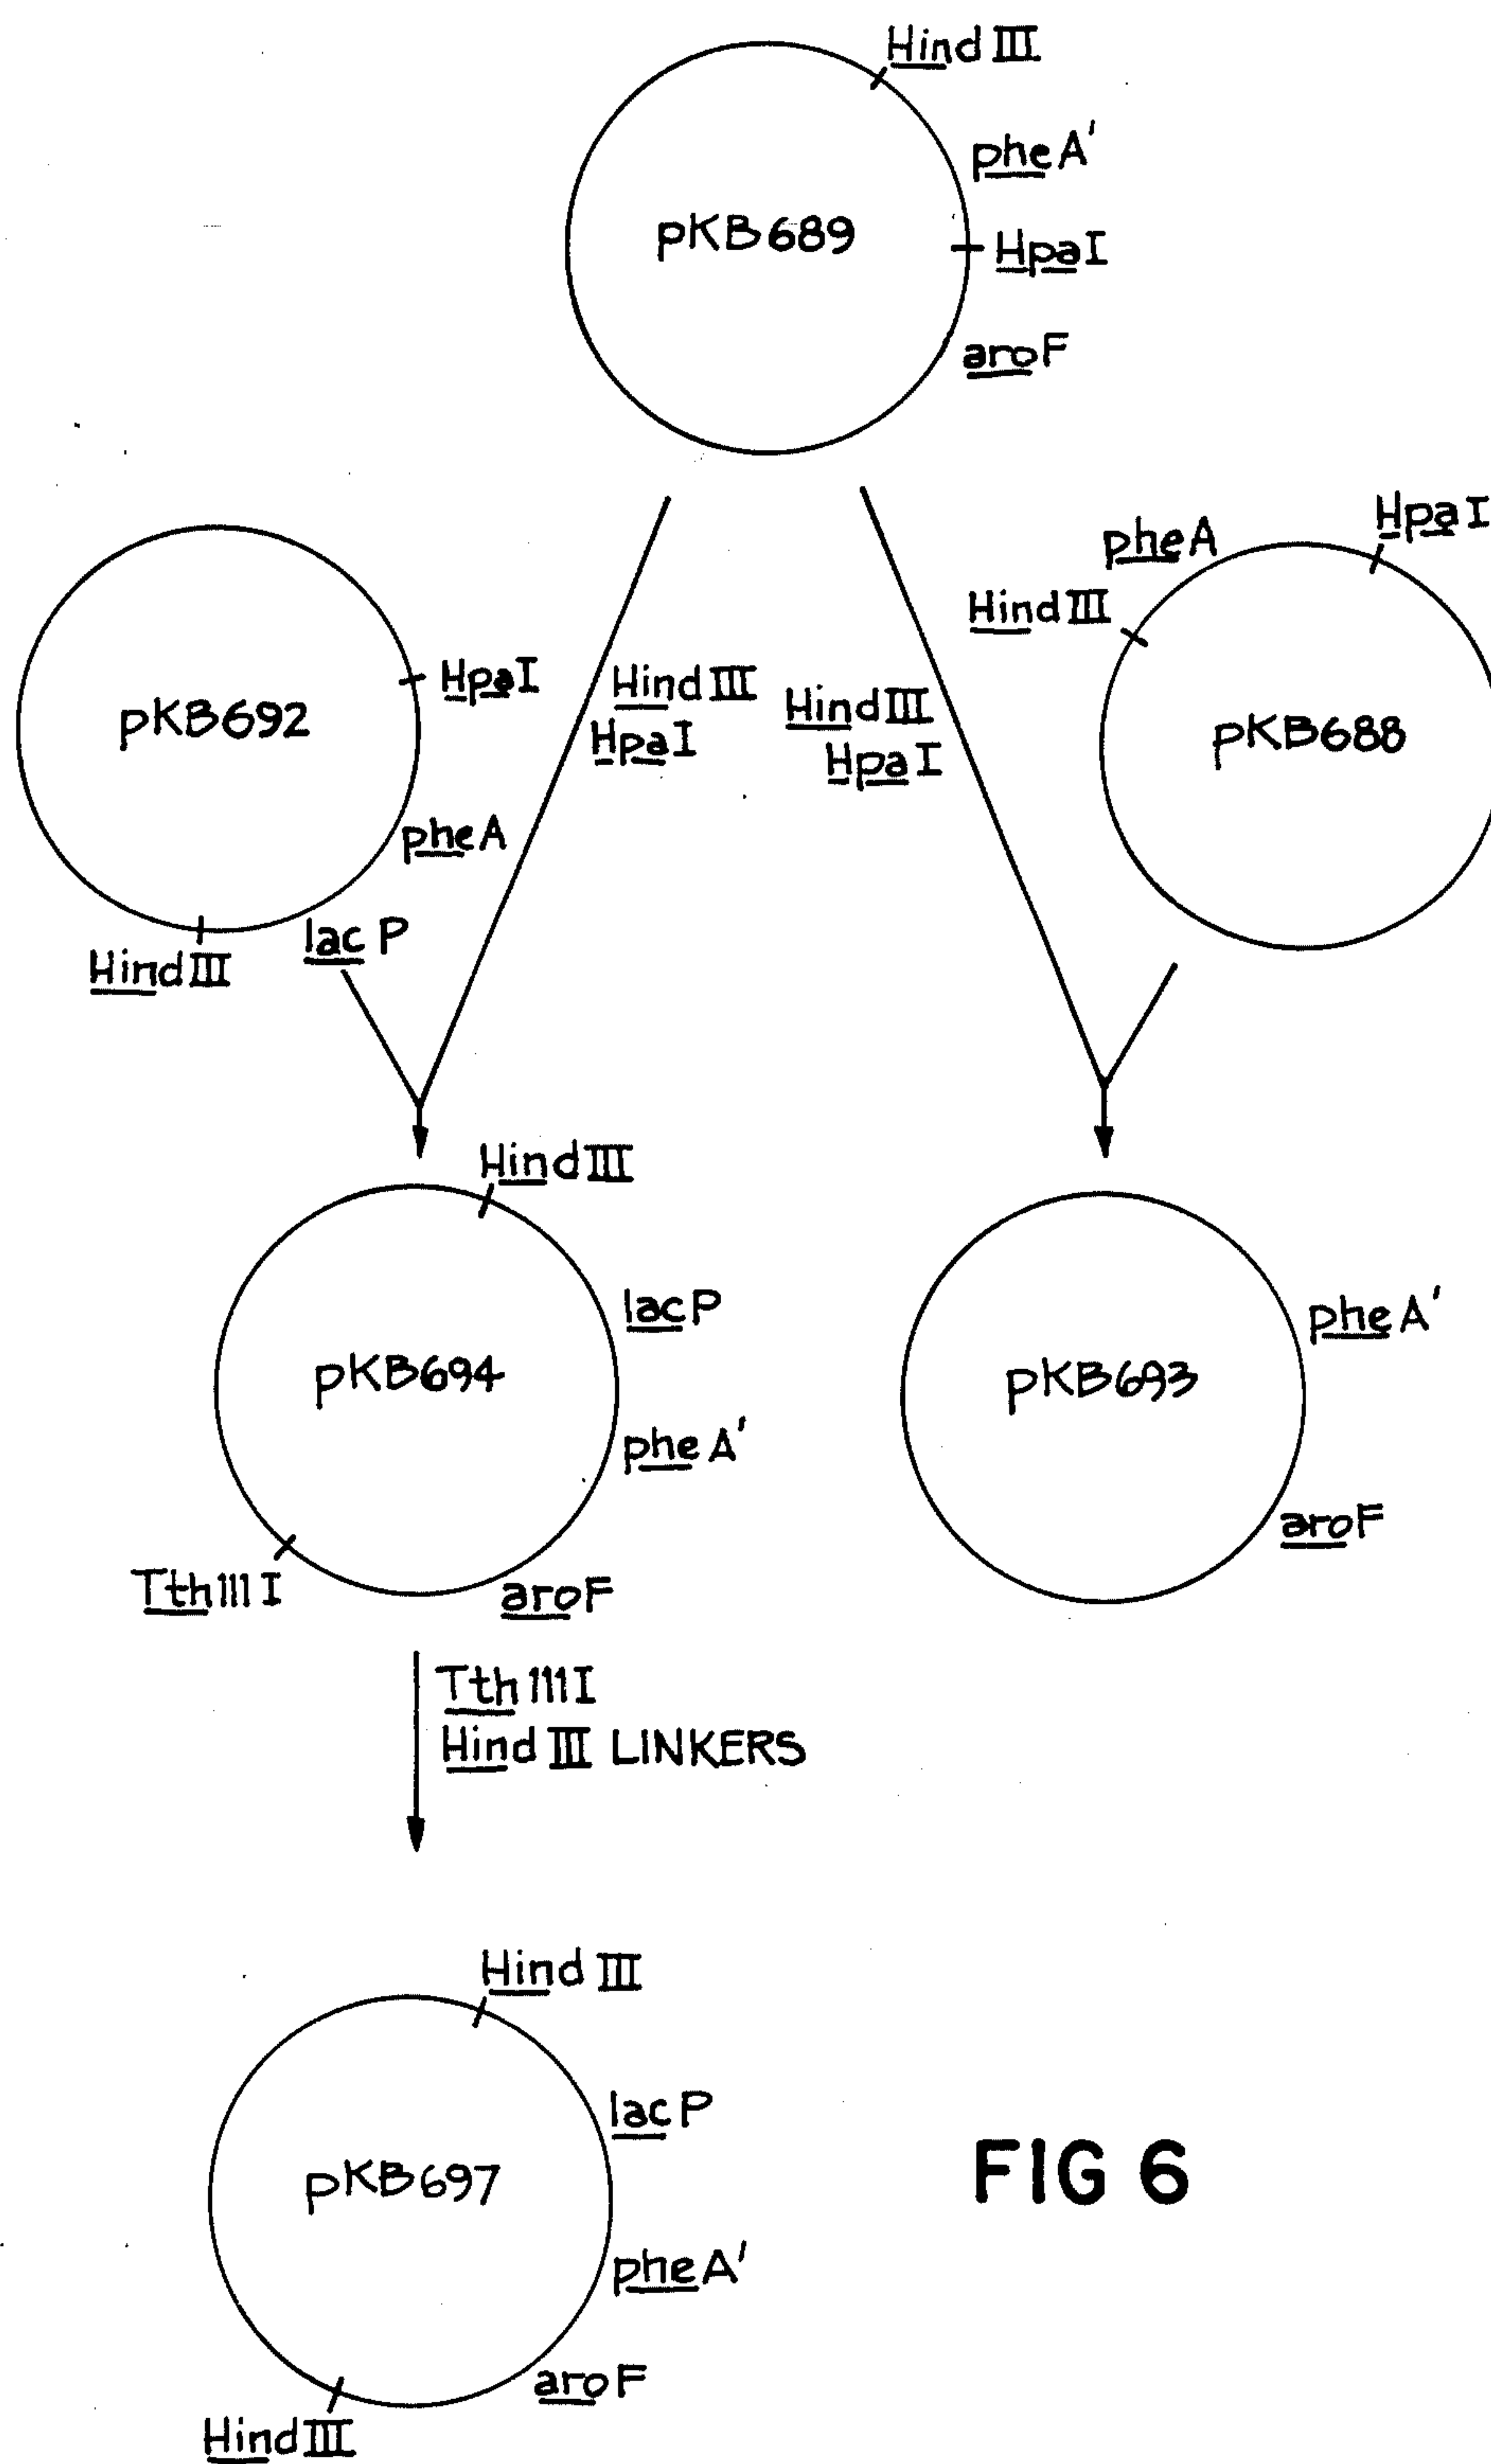 Hind III
pheA'
pKB689
HpaI
aroF
HpaI
pheA
Hind III
pKB692
HpaI
Hind III
HpaI
Hind III
HpaI
pKB688
pheA
lac P
Hind III
Hind III
lacP
pKB694
pheA'
Tth111I
aroF
pheA'
pKB693
aroF
Tth111I
Hind III LINKERS
Hind III
lacP
pKB697
pheA'
aroF
Hind III
FIG 6